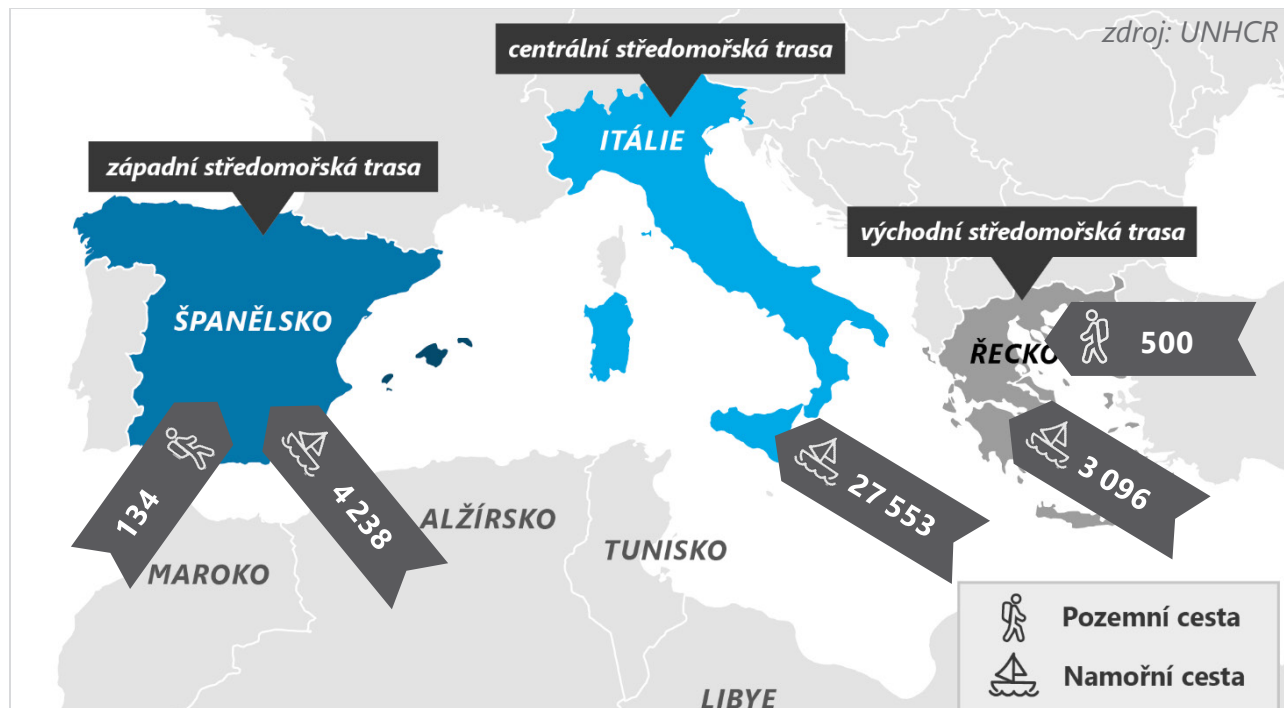 zdroj: UNHCR
centrální středomořská trasa
ITÁLIE
západní středomořská trasa
východní středomořská trasa
ŠPANĚLSKO
ŘECKO
500
134
4 238
27 553
3 096
ALŽÍRSKO
TUNISKO
MAROKO
LIBYE
Pozemní cesta
Namořní cesta